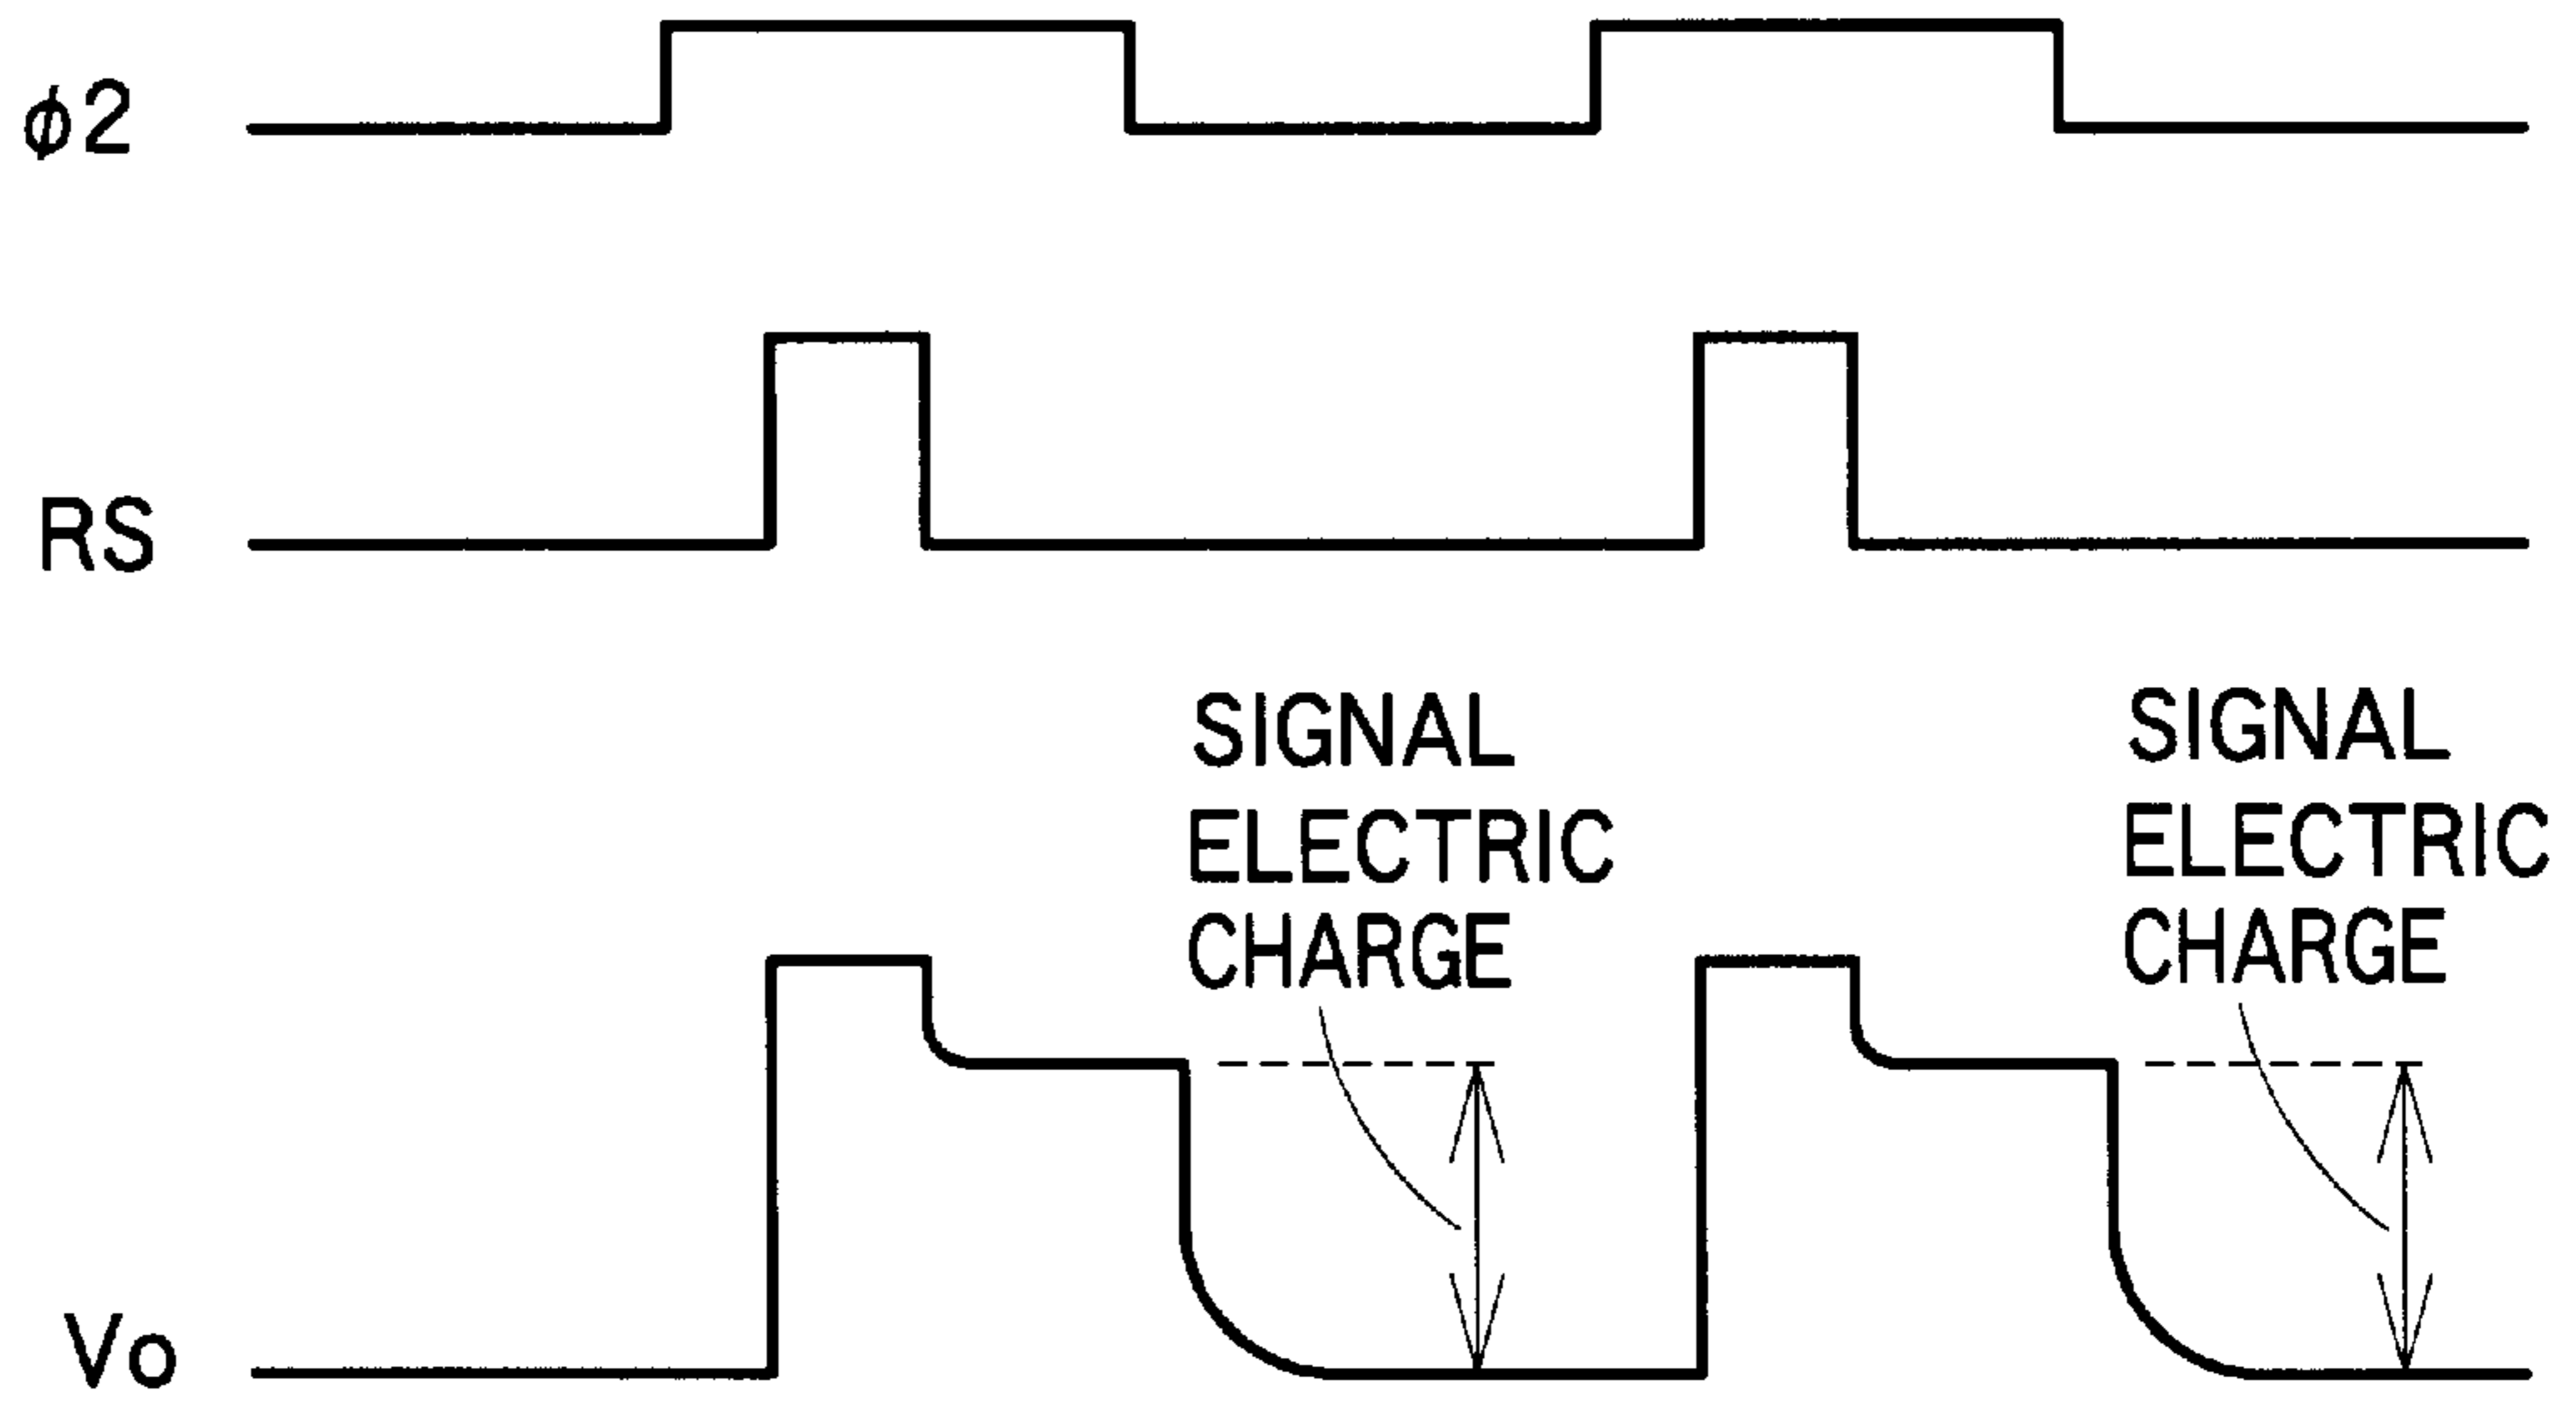 ϕ2
RS
SIGNAL
ELECTRIC
CHARGE
SIGNAL
ELECTRIC
CHARGE
Vo